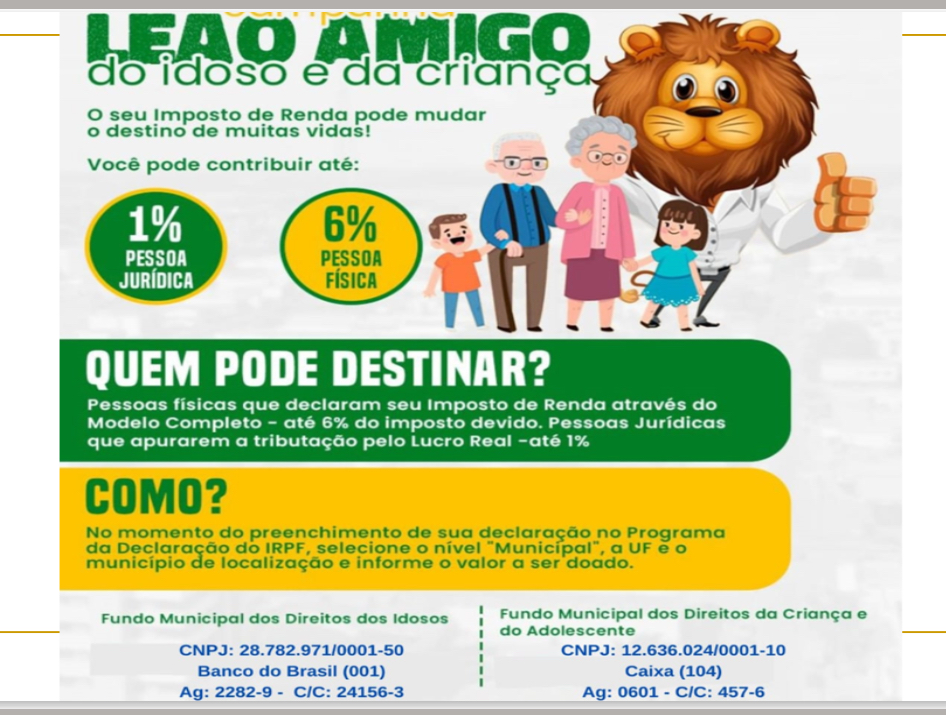 campanha
LEÃO AMIGO
do idoso e da criança
O seu Imposto de Renda pode mudar
o destino de muitas vidas!
Você pode contribuir até:
1%
PESSOA
JURÍDICA
6%
PESSOA
FÍSICA
QUEM PODE DESTINAR?
Pessoas físicas que declaram seu Imposto de Renda através do
Modelo Completo - até 6% do imposto devido. Pessoas Jurídicas
que apurarem a tributação pelo Lucro Real -até 1%
COMO?
No momento do preenchimento de sua declaração no Programa
da Declaração do IRPF, selecione o nível "Municipal", a UF e o
município de localização e informe o valor a ser doado.
Fundo Municipal dos Direitos dos Idosos
CNPJ: 28.782.971/0001-50
Banco do Brasil (001)
Ag: 2282-9 - C/C: 24156-3
Fundo Municipal dos Direitos da Criança e
do Adolescente
CNPJ: 12.636.024/0001-10
Caixa (104)
Ag: 0601 - C/C: 457-6